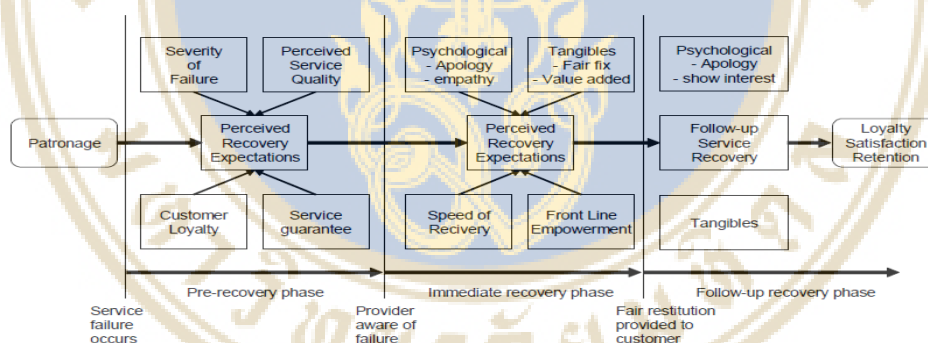 Severity
of
Failure
Perceived
Service
Quality
Psychological
- Apology
- empathy
Tangibles
- Fair fix
- Value added
Psychological
- Apology
- show interest
Patronage
Perceived
Recovery
Expectations
Perceived
Recovery
Expectations
Follow-up
Service
Recovery
Loyalty
Satisfaction
Retention
Customer
Loyalty
Service
guarantee
Speed of
Recivery
Front Line
Empowerment
Tangibles
Pre-recovery phase
Immediate recovery phase
Follow-up recovery phase
Service
failure
occurs
Provider
aware of
failure
Fair restitution
provided to
customer